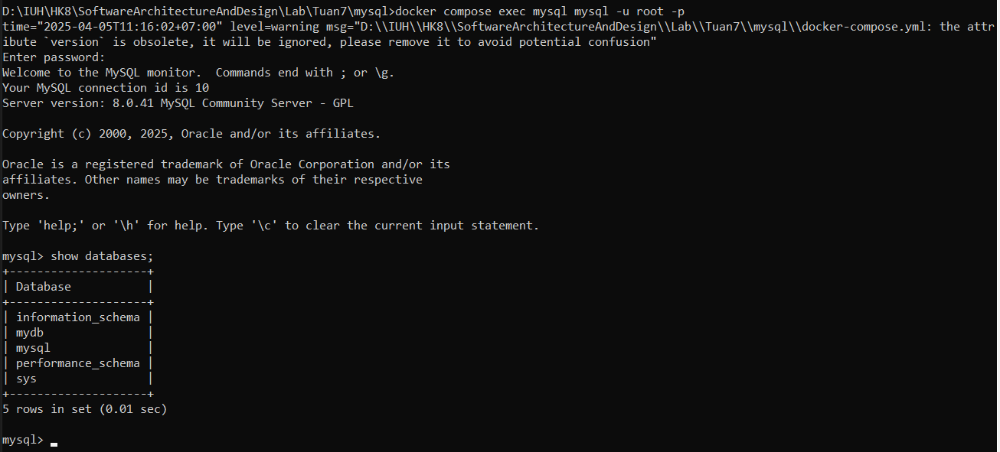 D:\IUH\HK8\SoftwareArchitectureAndDesign\Lab\Tuan7\mysql>docker compose exec mysql mysql -u root -p
time="2025-04-05T11:16:02+07:00" level=warning msg="D:\\IUH\\HK8\\SoftwareArchitectureAndDesign\\Lab\\Tuan7\\mysql\\docker-compose.yml: the attr
ibute `version` is obsolete, it will be ignored, please remove it to avoid potential confusion"
Enter password:
Welcome to the MySQL monitor.  Commands end with ; or \g.
Your MySQL connection id is 10
Server version: 8.0.41 MySQL Community Server - GPL

Copyright (c) 2000, 2025, Oracle and/or its affiliates.

Oracle is a registered trademark of Oracle Corporation and/or its
affiliates. Other names may be trademarks of their respective
owners.

Type 'help;' or '\h' for help. Type '\c' to clear the current input statement.

mysql> show databases;
+--------------------+
| Database           |
+--------------------+
| information_schema |
| mydb               |
| mysql              |
| performance_schema |
| sys                |
+--------------------+
5 rows in set (0.01 sec)

mysql>